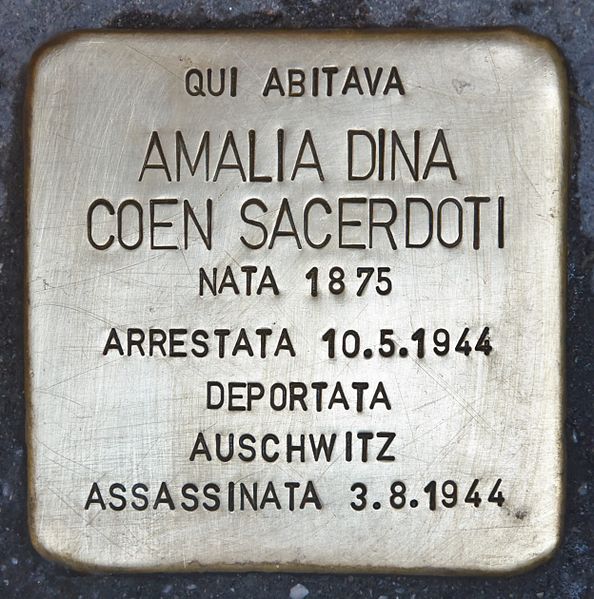 QUI ABITAVA
AMALIA DINA
COEN SACERDOTI
NATA 1875
ARRESTATA 10.5.1944
DEPORTATA
AUSCHWITZ
ASSASSINATA 3.8.1944